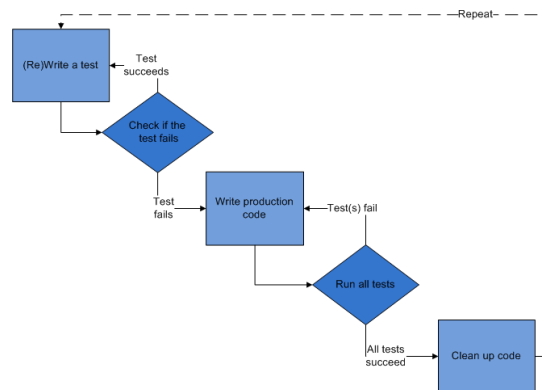 Repeat
(Re)Write a test
Test
succeeds
Check if the
test fails
Test
fails
Write production
code
Test(s) fail
Run all tests
All tests
succeed
Clean up code